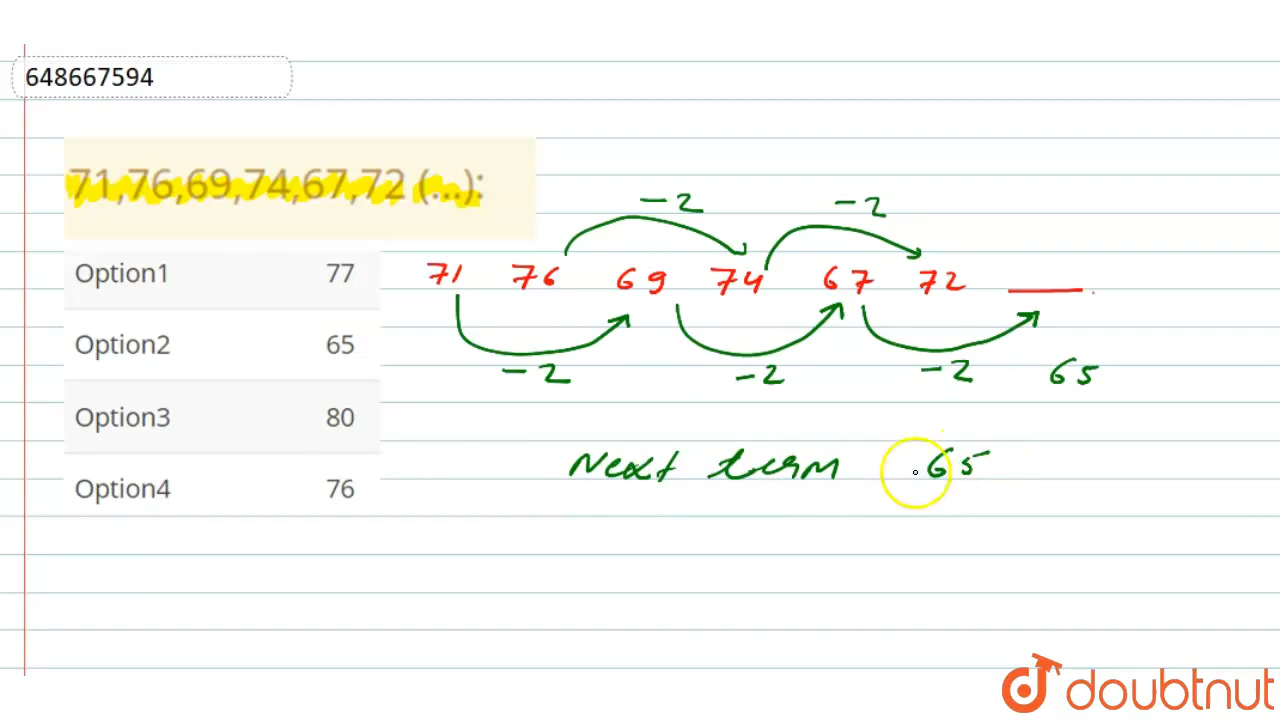 648667594
71,76,69,74,67,72 (...):
Option1 77
Option2 65
Option3 80
Option4 76
-2 -2
71 76 69 74 67 72
-2 -2 -2 65
Next term 65
doubtnut